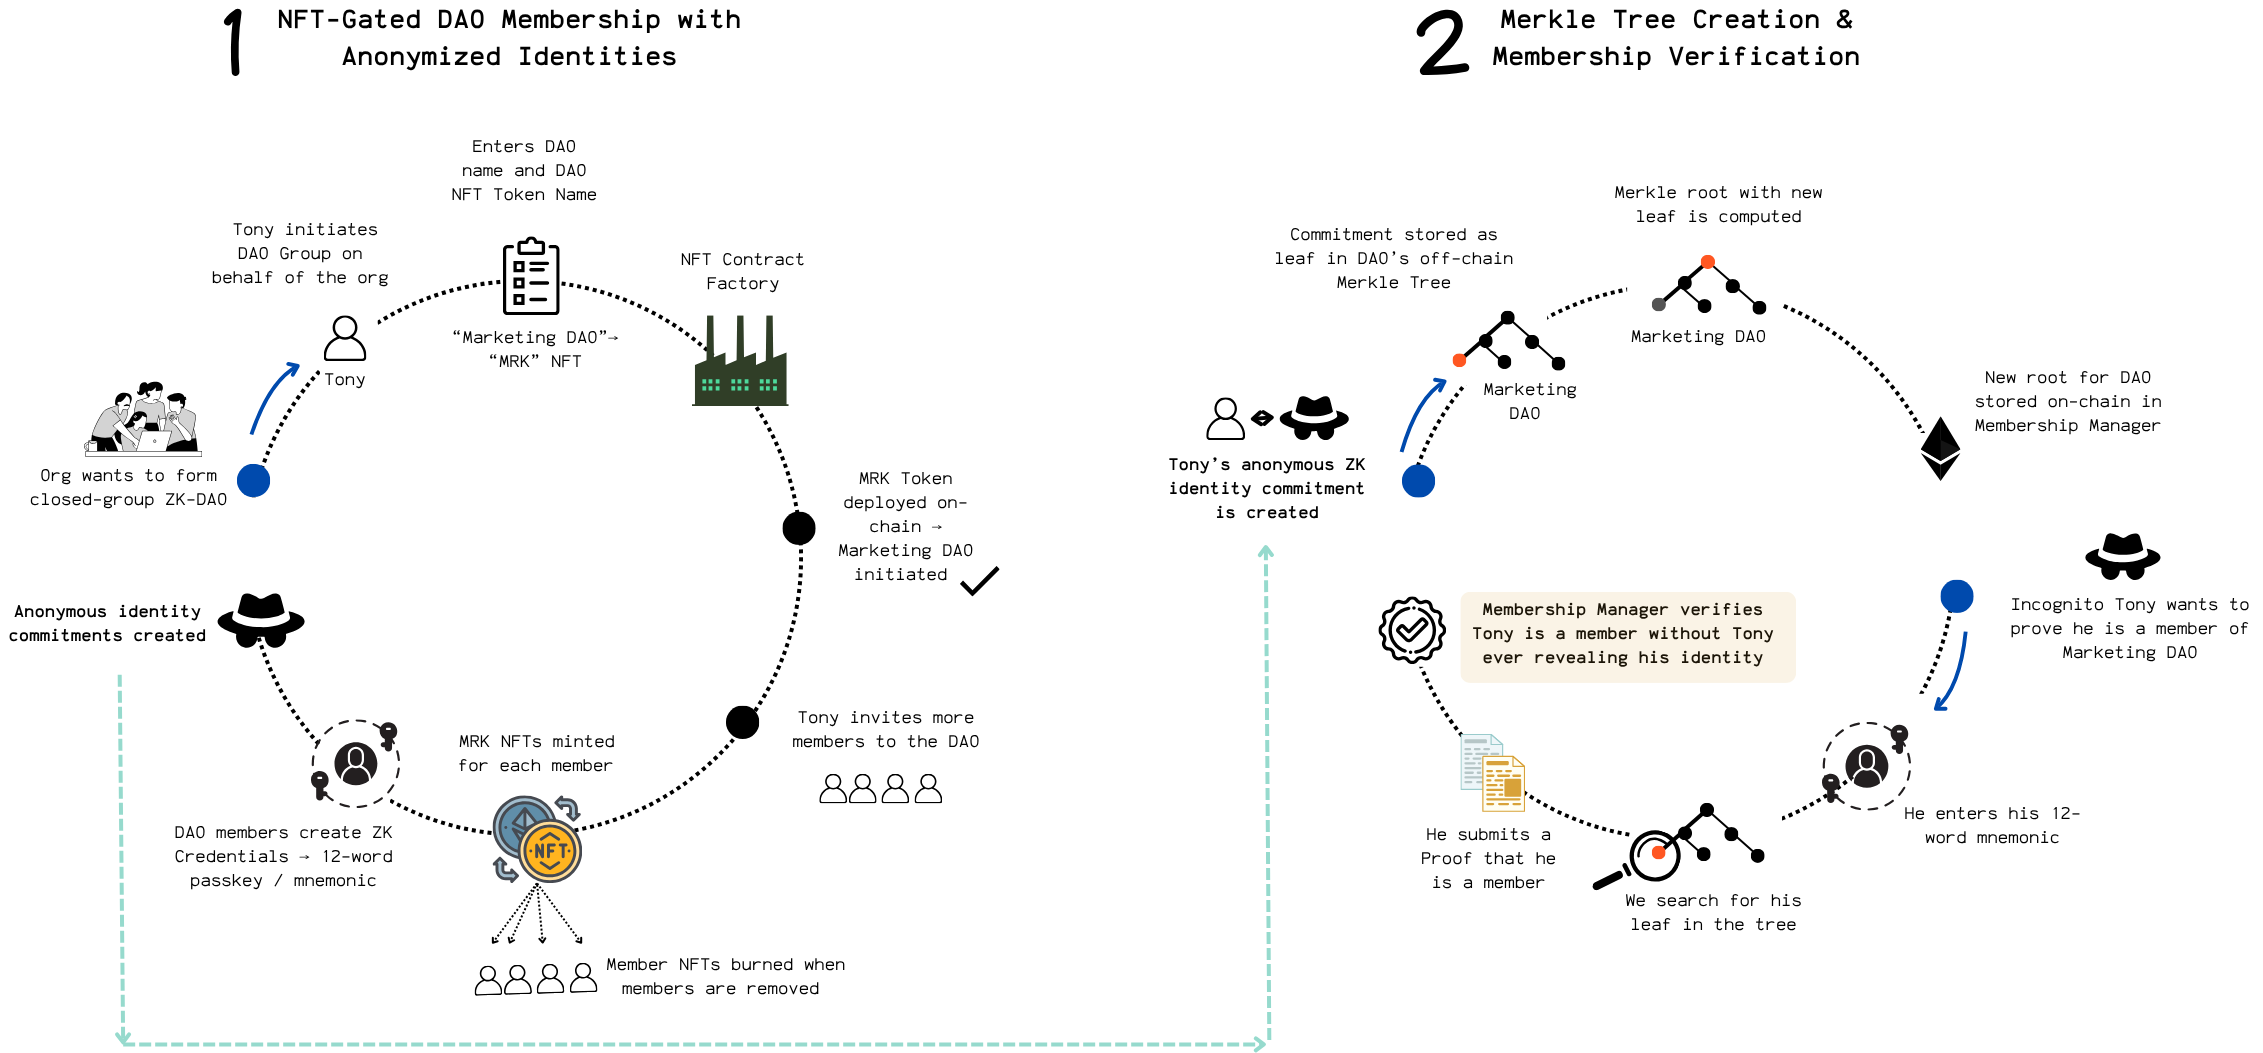 1
NFT-Gated DAO Membership with
Anonymized Identities
Enters DAO
name and DAO
NFT Token Name
Tony initiates
DAO Group on
behalf of the org
NFT Contract
Factory
“Marketing DAO”→
“MRK” NFT
Tony
Org wants to form
closed-group ZK-DAO
MRK Token
deployed on-
chain →
Marketing DAO
initiated
Anonymous identity
commitments created
Tony invites more
members to the DAO
MRK NFTs minted
for each member
NFT
DAO members create ZK
Credentials → 12-word
passkey / mnemonic
Member NFTs burned when
members are removed
2
Merkle Tree Creation &
Membership Verification
Merkle root with new
leaf is computed
Commitment stored as
leaf in DAO’s off-chain
Merkle Tree
Marketing DAO
Marketing
DAO
New root for DAO
stored on-chain in
Membership Manager
Tony’s anonymous ZK
identity commitment
is created
Incognito Tony wants to
prove he is a member of
Marketing DAO
Membership Manager verifies
Tony is a member without Tony
ever revealing his identity
He enters his 12-
word mnemonic
He submits a
Proof that he
is a member
We search for his
leaf in the tree